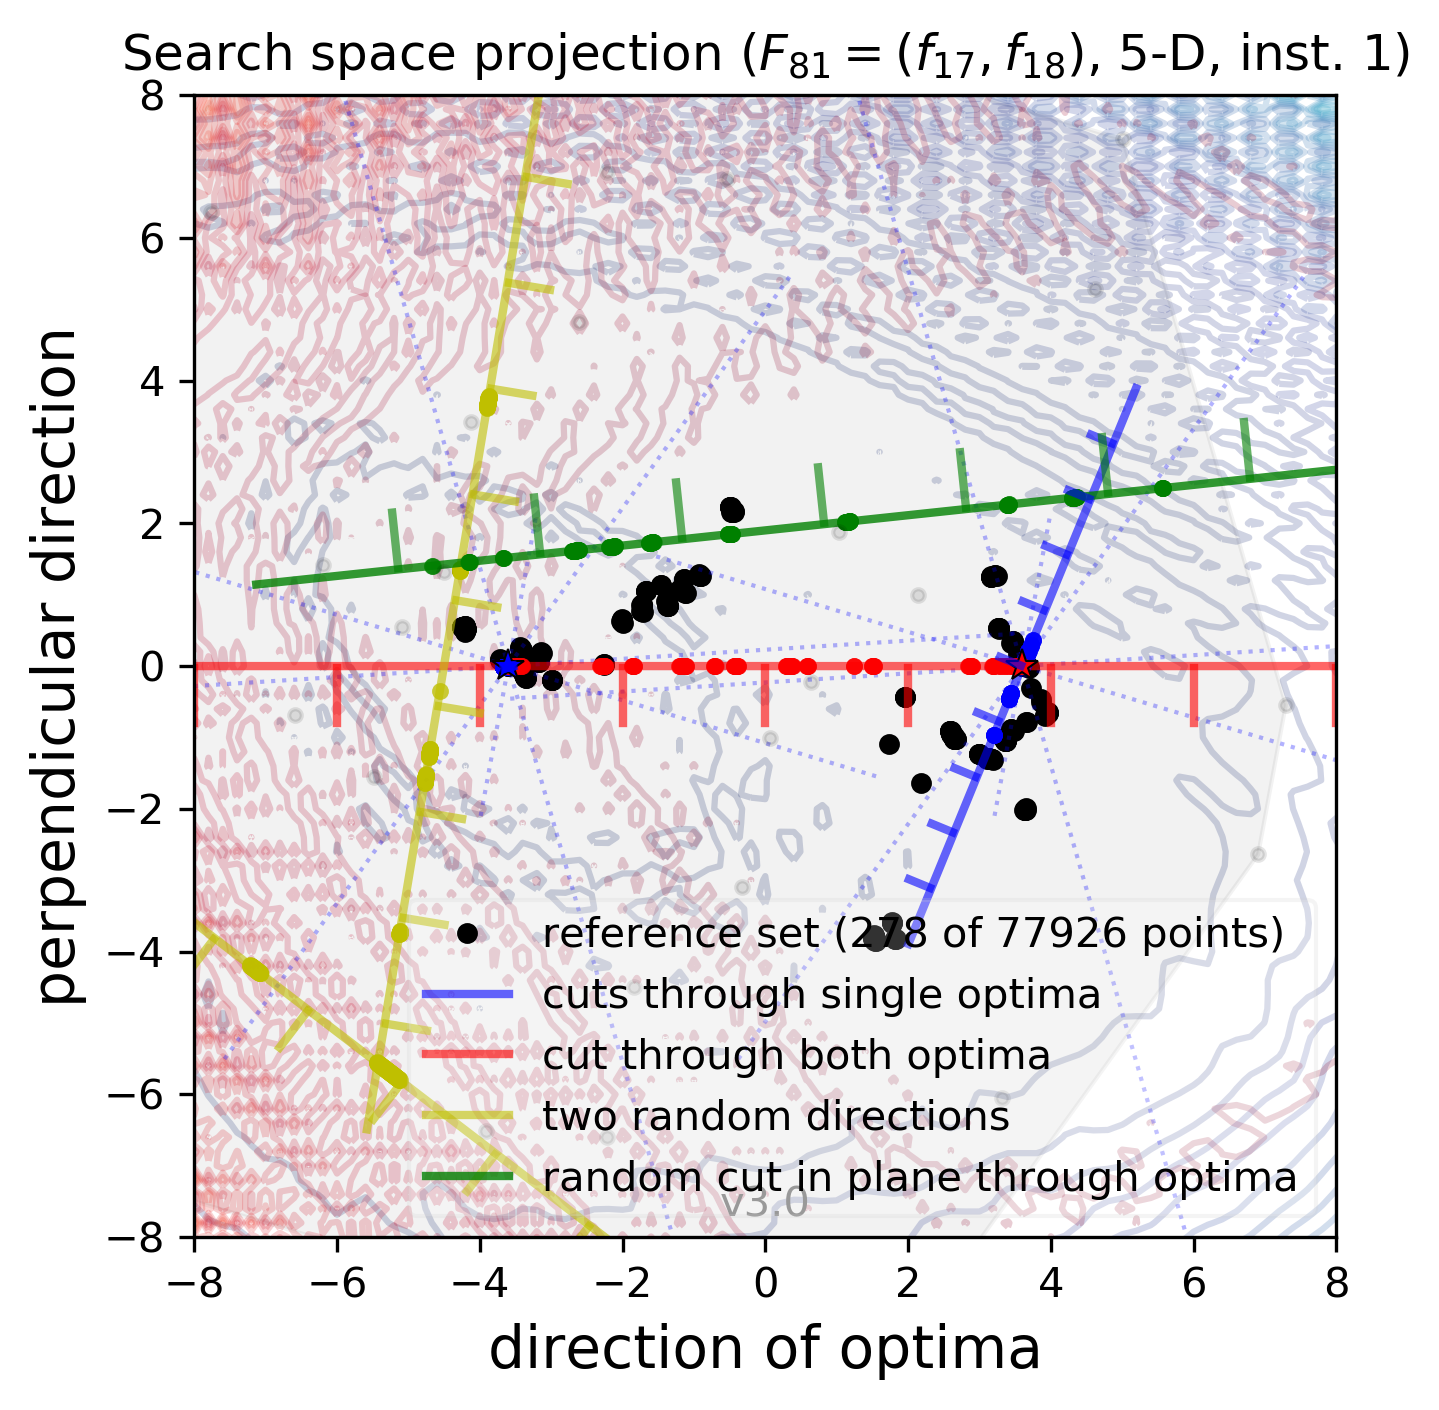 Search space projection (F₈₁ = (f₁₇, f₁₈), 5-D, inst. 1)
8
6
4
2
0
−2
−4
−6
−8
perpendicular direction
reference set (278 of 77926 points)
cuts through single optima
cut through both optima
two random directions
random cut in plane through optima
v3.0
−8 −6 −4 −2 0 2 4 6 8
direction of optima